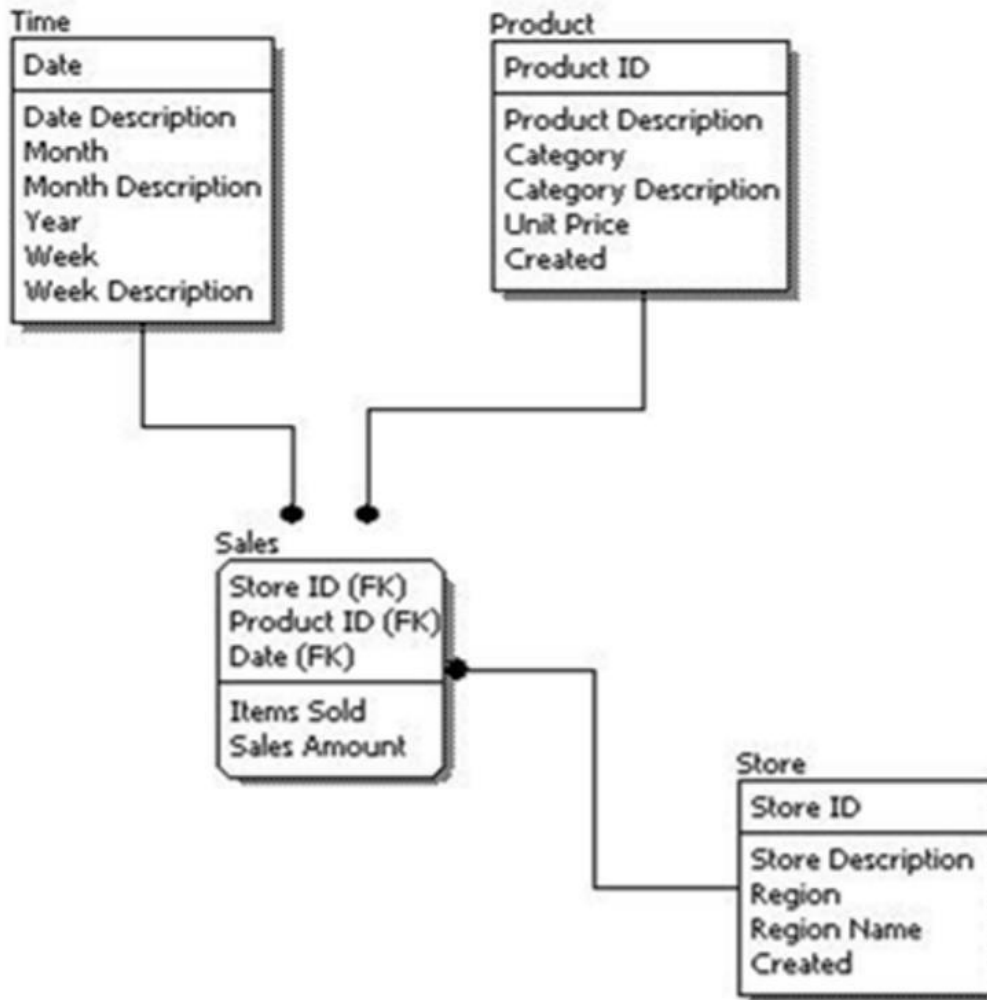 Time
Date
Date Description
Month
Month Description
Year
Week
Week Description
Product
Product ID
Product Description
Category
Category Description
Unit Price
Created
Sales
Store ID (FK)
Product ID (FK)
Date (FK)
Items Sold
Sales Amount
Store
Store ID
Store Description
Region
Region Name
Created